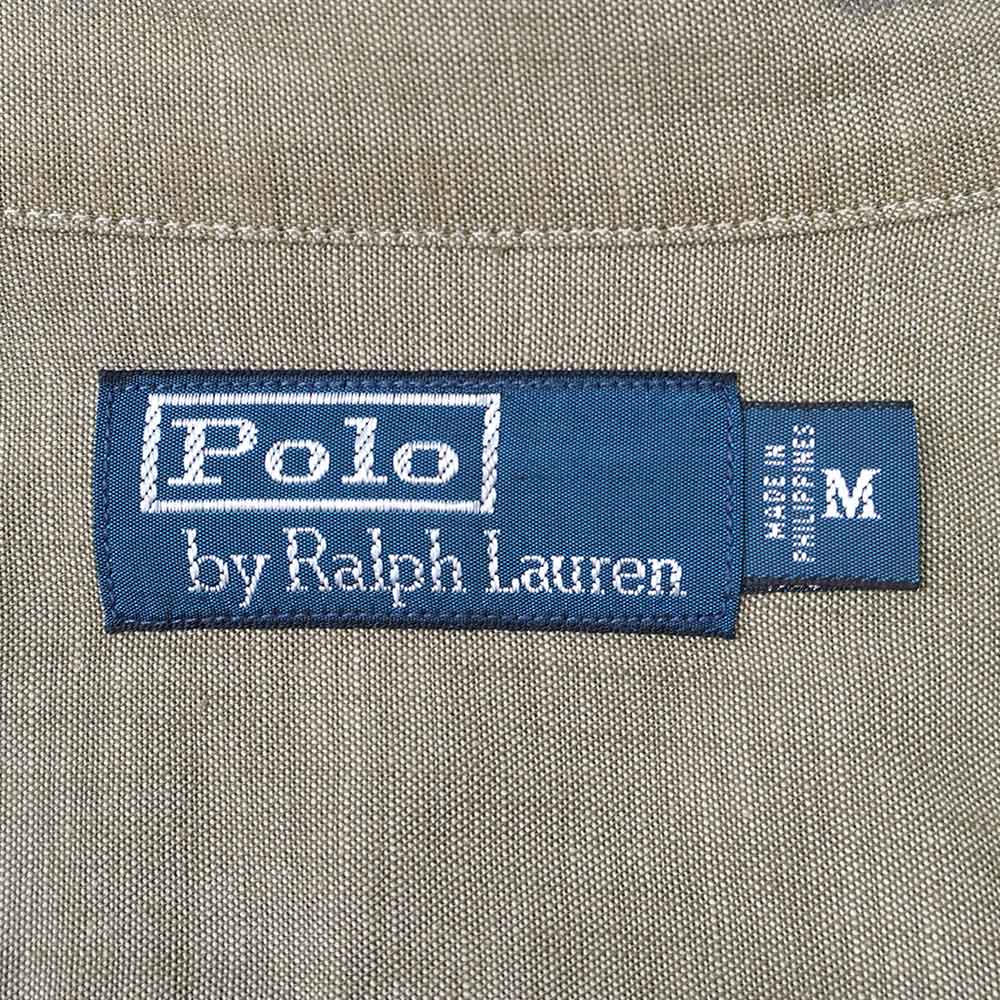 Polo
by Ralph Lauren
MADE IN
PHILIPPINES
M